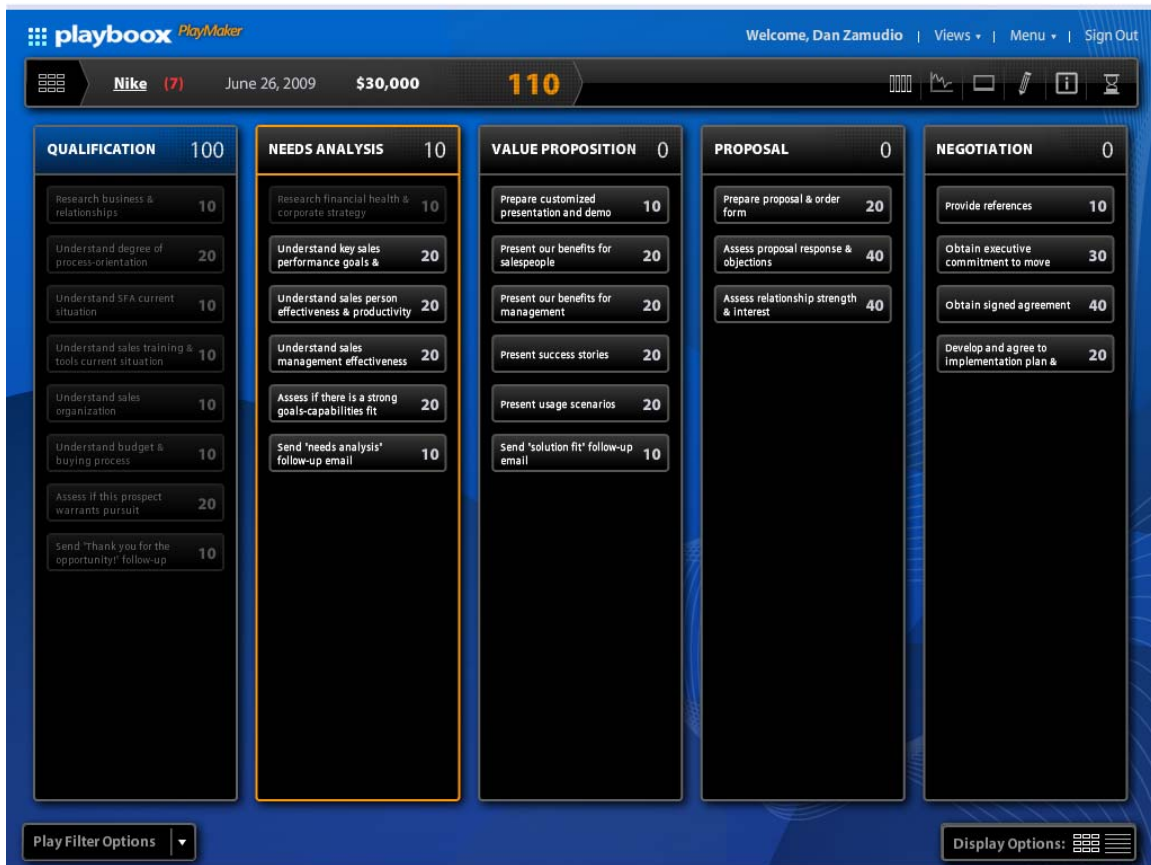 playboox PlayMaker
Welcome, Dan Zamudio | Views | Menu | Sign Out
Nike (7) June 26, 2009 $30,000 110
QUALIFICATION 100
Research business &
relationships 10
Understand degree of
process-orientation 20
Understand SFA current
situation 10
Understand sales training &
tools current situation 10
Understand sales
organization 10
Understand budget &
buying process 10
Assess if this prospect
warrants pursuit 20
Send 'Thank you for the
opportunity!' follow-up 10
NEEDS ANALYSIS 10
Research financial health &
corporate strategy 10
Understand key sales
performance goals & 20
Understand sales person
effectiveness & productivity 20
Understand sales
management effectiveness 20
Assess if there is a strong
goals-capabilities fit 20
Send 'needs analysis'
follow-up email 10
VALUE PROPOSITION 0
Prepare customized
presentation and demo 10
Present our benefits for
salespeople 20
Present our benefits for
management 20
Present success stories 20
Present usage scenarios 20
Send 'solution fit' follow-up
email 10
PROPOSAL 0
Prepare proposal & order
form 20
Assess proposal response &
objections 40
Assess relationship strength
& interest 40
NEGOTIATION 0
Provide references 10
Obtain executive
commitment to move 30
Obtain signed agreement 40
Develop and agree to
implementation plan & 20
Play Filter Options
Display Options: